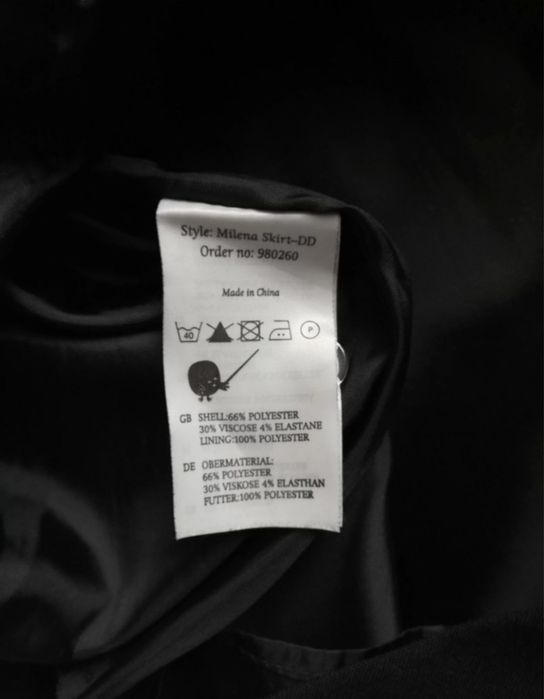 Style: Milena Skirt–DD
Order no: 980260
Made in China
40
P
GB SHELL:66% POLYESTER
30% VISCOSE 4% ELASTANE
LINING:100% POLYESTER
DE OBERMATERIAL:
66% POLYESTER
30% VISKOSE 4% ELASTHAN
FUTTER:100% POLYESTER